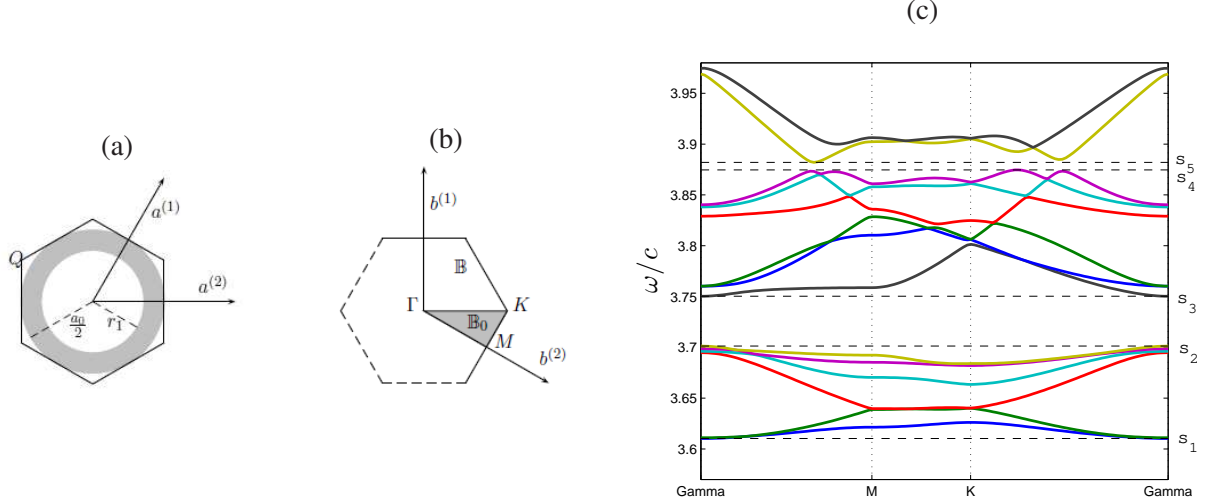 (a)
a(1)
Q
a(2)
a0/2
r1
(b)
b(1)
𝔹
Γ
K
𝔹0
M
b(2)
(c)
ω/c
3.95
3.9
3.85
3.8
3.75
3.7
3.65
3.6
s5
s4
s3
s2
s1
Gamma M K Gamma